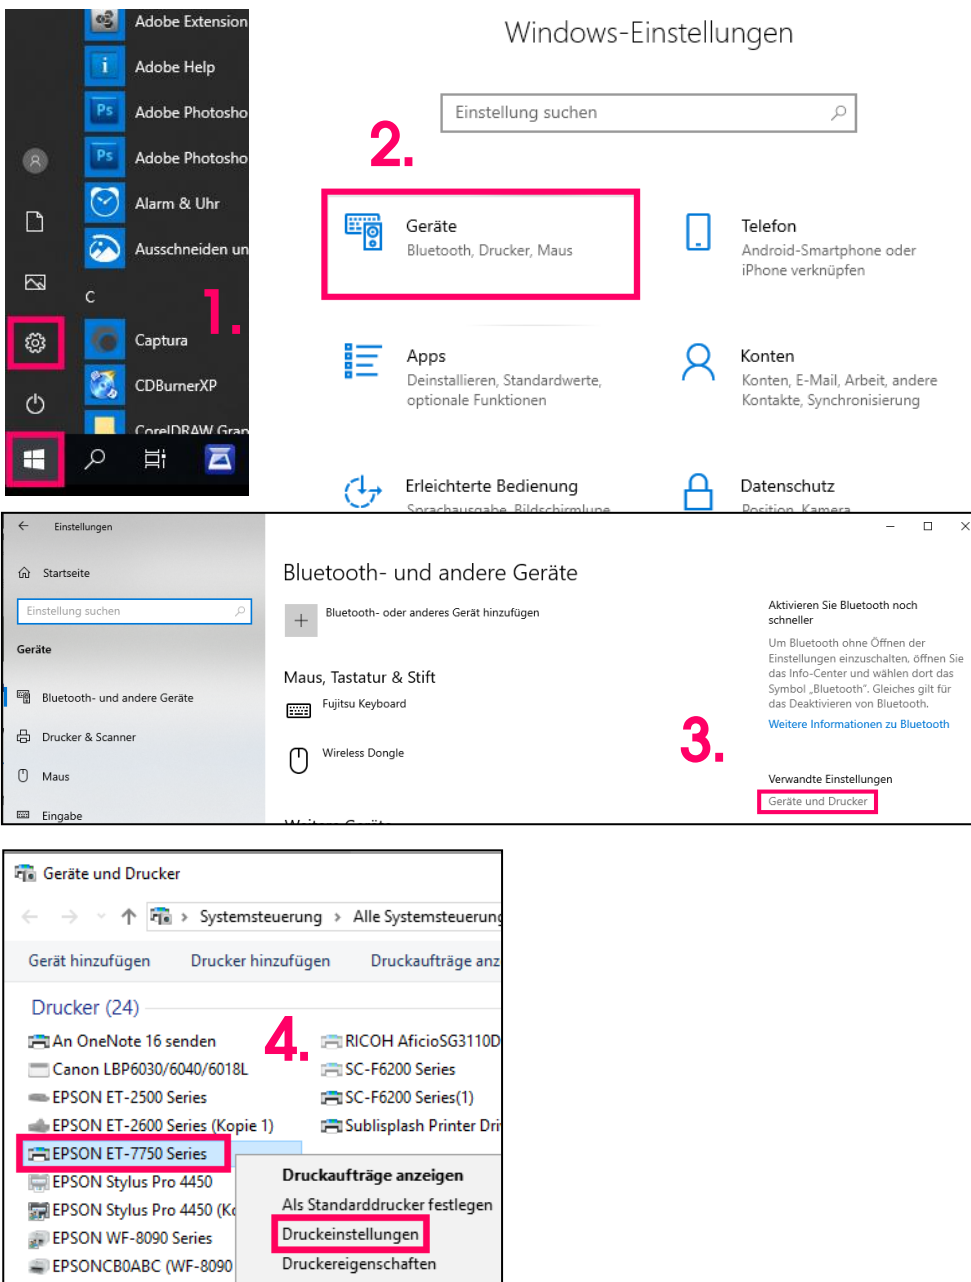 Adobe Extension
Adobe Help
Adobe Photosho
Adobe Photosho
Alarm & Uhr
Ausschneiden un
C
1.
Captura
CDBurnerXP
CorelDRAW Grap
Windows-Einstellungen
Einstellung suchen
2.
Geräte
Bluetooth, Drucker, Maus
Telefon
Android-Smartphone oder
iPhone verknüpfen
Apps
Deinstallieren, Standardwerte,
optionale Funktionen
Konten
Konten, E-Mail, Arbeit, andere
Kontakte, Synchronisierung
Erleichterte Bedienung
Sprachausgabe, Bildschirmlupe
Datenschutz
Position, Kamera
Einstellungen
Startseite
Einstellung suchen
Geräte
Bluetooth- und andere Geräte
Drucker & Scanner
Maus
Eingabe
Bluetooth- und andere Geräte
Bluetooth- oder anderes Gerät hinzufügen
Maus, Tastatur & Stift
Fujitsu Keyboard
Wireless Dongle
Weitere Geräte
Aktivieren Sie Bluetooth noch
schneller
Um Bluetooth ohne Öffnen der
Einstellungen einzuschalten, öffnen Sie
das Info-Center und wählen dort das
Symbol „Bluetooth“. Gleiches gilt für
das Deaktivieren von Bluetooth.
Weitere Informationen zu Bluetooth
3.
Verwandte Einstellungen
Geräte und Drucker
Geräte und Drucker
Systemsteuerung › Alle Systemsteuerung
Gerät hinzufügen Drucker hinzufügen Druckaufträge anz
Drucker (24)
4.
An OneNote 16 senden
Canon LBP6030/6040/6018L
EPSON ET-2500 Series
EPSON ET-2600 Series (Kopie 1)
EPSON ET-7750 Series
EPSON Stylus Pro 4450
EPSON Stylus Pro 4450 (Ko
EPSON WF-8090 Series
EPSONCB0ABC (WF-8090
RICOH AficioSG3110D
SC-F6200 Series
SC-F6200 Series(1)
Sublisplash Printer Dri
Druckaufträge anzeigen
Als Standarddrucker festlegen
Druckeinstellungen
Druckereigenschaften